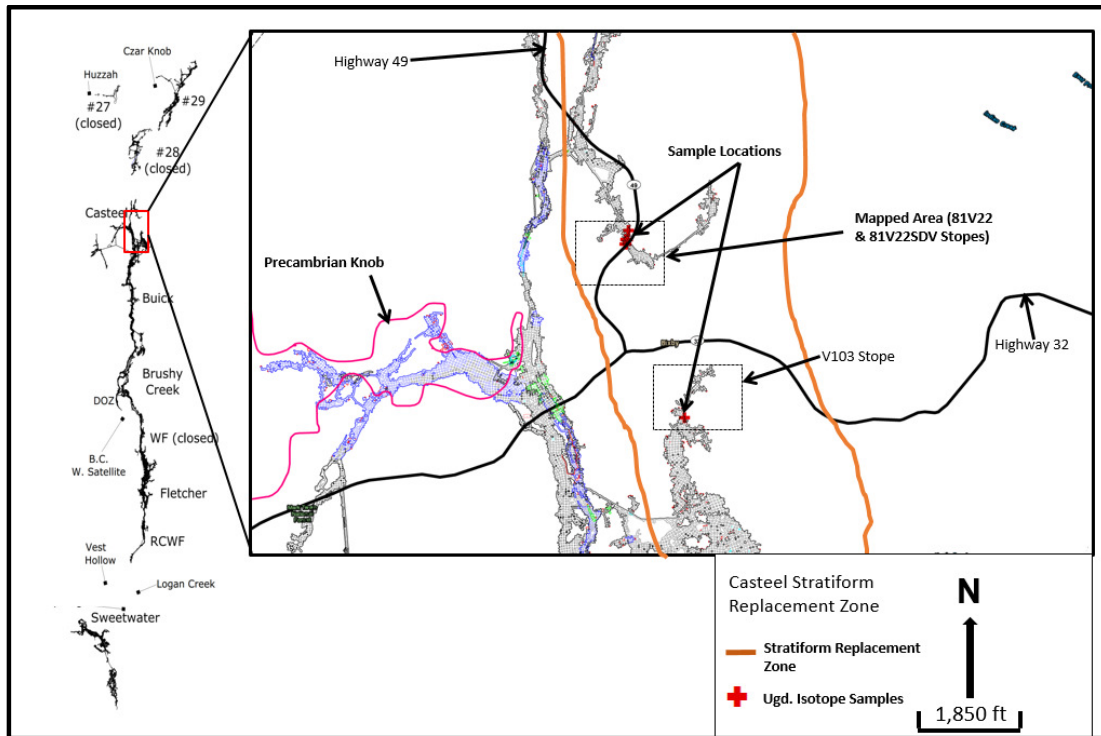 Czar Knob
Huzzah
#27
(closed)
#29
#28
(closed)
Casteel
Buick
Brushy
Creek
DOZ
WF (closed)
B.C.
W. Satellite
Fletcher
RCWF
Vest
Hollow
Logan Creek
Sweetwater
Highway 49
Sample Locations
49
Mapped Area (81V22
& 81V22SDV Stopes)
Precambrian Knob
Highway 32
V103 Stope
Casteel Stratiform
Replacement Zone
N
Stratiform Replacement
Zone
Ugd. Isotope Samples
1,850 ft